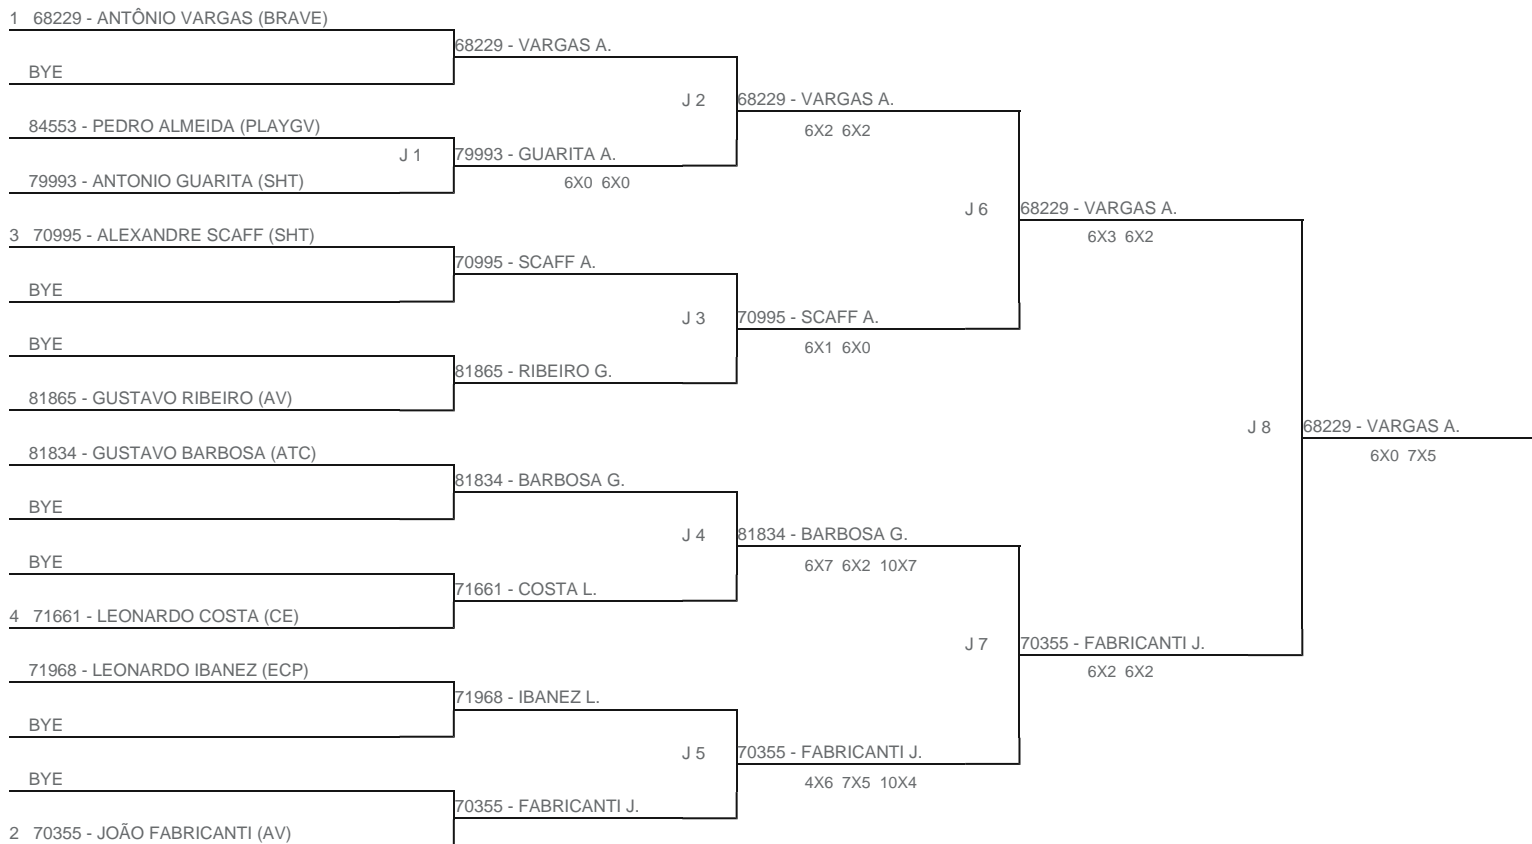 1 68229 - ANTÔNIO VARGAS (BRAVE)
68229 - VARGAS A.
BYE
J 2
68229 - VARGAS A.
84553 - PEDRO ALMEIDA (PLAYGV)
6X2 6X2
J 1
79993 - GUARITA A.
79993 - ANTONIO GUARITA (SHT)
6X0 6X0
J 6
68229 - VARGAS A.
3 70995 - ALEXANDRE SCAFF (SHT)
6X3 6X2
70995 - SCAFF A.
BYE
J 3
70995 - SCAFF A.
BYE
6X1 6X0
81865 - RIBEIRO G.
81865 - GUSTAVO RIBEIRO (AV)
J 8
68229 - VARGAS A.
81834 - GUSTAVO BARBOSA (ATC)
6X0 7X5
81834 - BARBOSA G.
BYE
J 4
81834 - BARBOSA G.
BYE
6X7 6X2 10X7
71661 - COSTA L.
4 71661 - LEONARDO COSTA (CE)
J 7
70355 - FABRICANTI J.
71968 - LEONARDO IBANEZ (ECP)
6X2 6X2
71968 - IBANEZ L.
BYE
J 5
70355 - FABRICANTI J.
BYE
4X6 7X5 10X4
70355 - FABRICANTI J.
2 70355 - JOÃO FABRICANTI (AV)